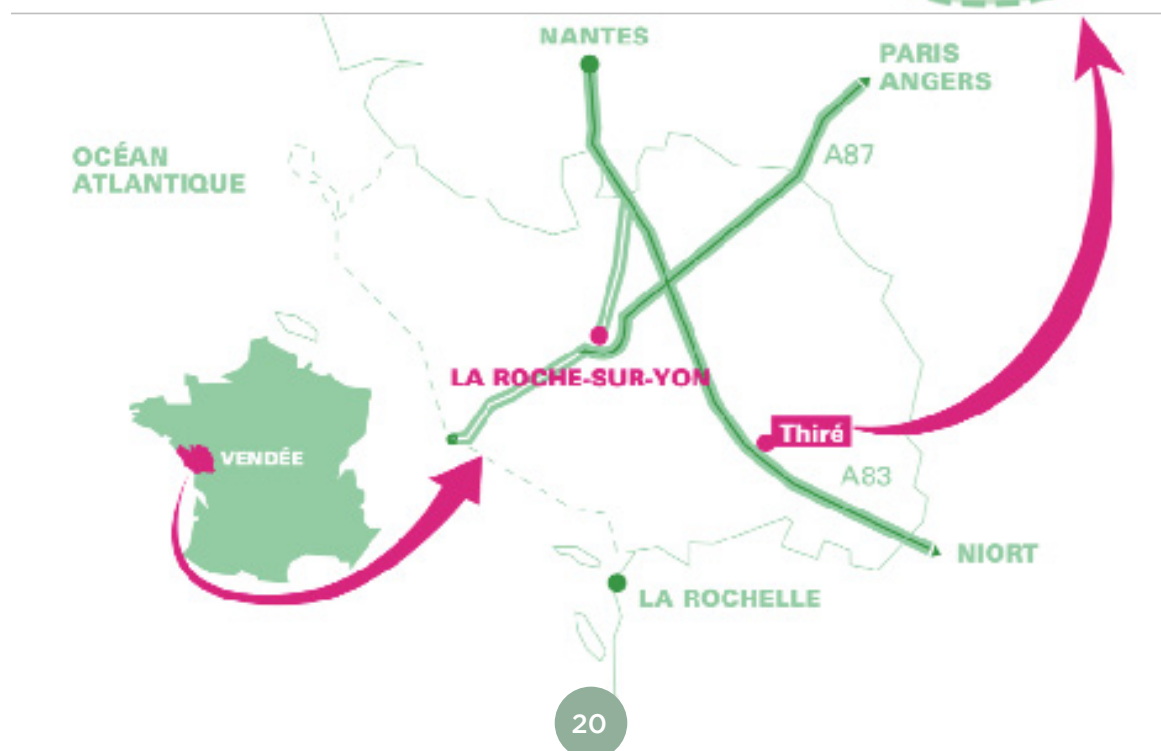 NANTES
PARIS
ANGERS
A87
OCÉAN
ATLANTIQUE
LA ROCHE-SUR-YON
Thiré
VENDÉE
A83
NIORT
LA ROCHELLE
20